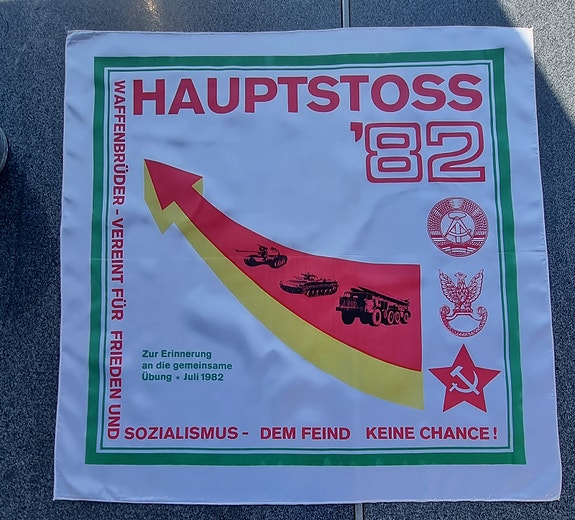 HAUPTSTOSS
'82
WAFFENBRÜDER - VEREINT FÜR FRIEDEN UND
SOZIALISMUS - DEM FEIND KEINE CHANCE!
Zur Erinnerung
an die gemeinsame
Übung ★ Juli 1982